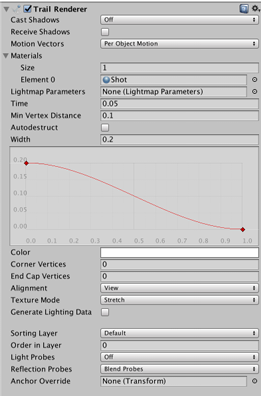 Trail Renderer
Cast Shadows Off
Receive Shadows
Motion Vectors Per Object Motion
Materials
Size 1
Element 0 Shot
Lightmap Parameters None (Lightmap Parameters)
Time 0.05
Min Vertex Distance 0.1
Autodestruct
Width 0.2
0.20
0.15
0.10
0.05
0.00
0.0 0.1 0.2 0.3 0.4 0.5 0.6 0.7 0.8 0.9 1.0
Color
Corner Vertices 0
End Cap Vertices 0
Alignment View
Texture Mode Stretch
Generate Lighting Data
Sorting Layer Default
Order in Layer 0
Light Probes Off
Reflection Probes Blend Probes
Anchor Override None (Transform)